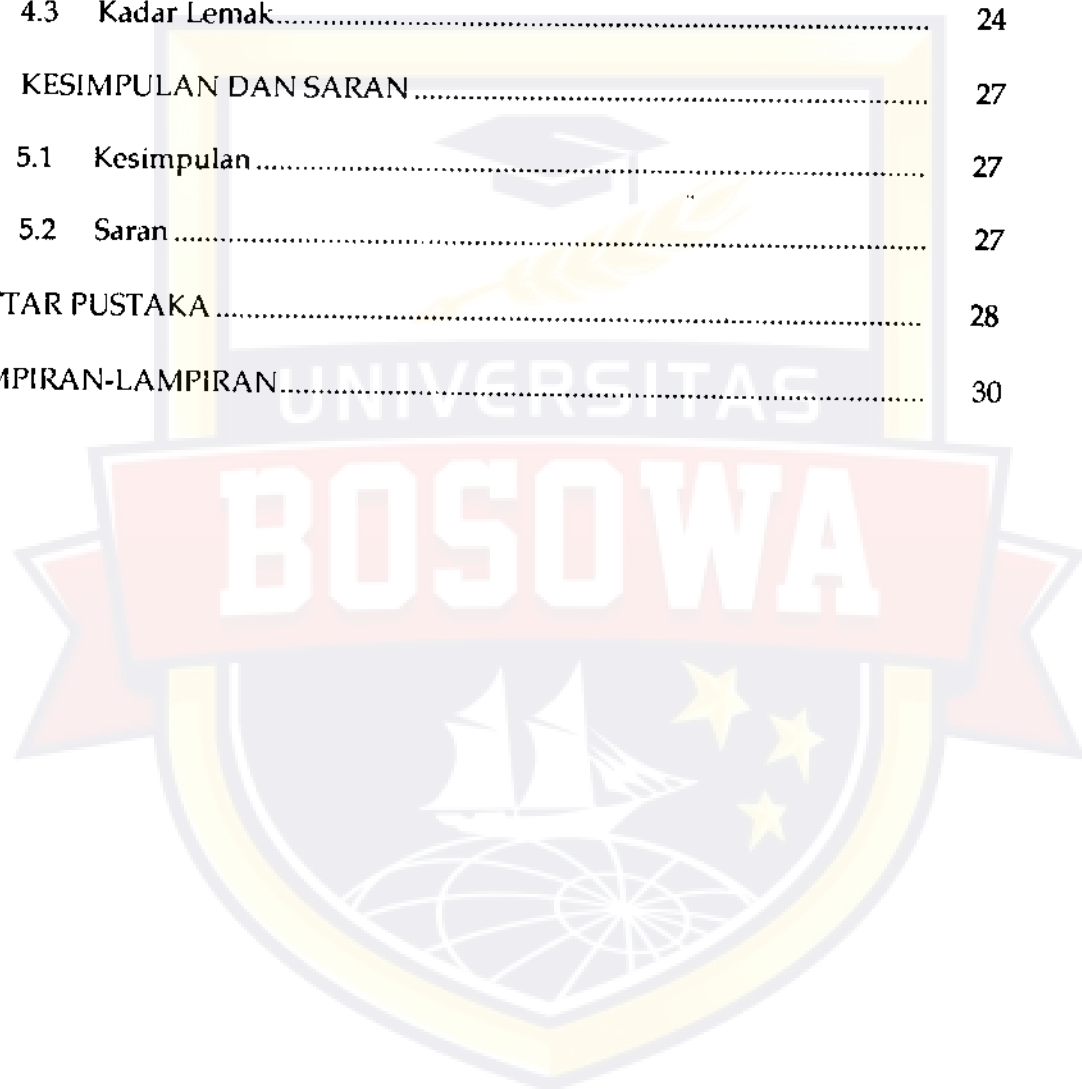 4.3 Kadar Lemak........ 24
KESIMPULAN DAN SARAN........ 27
5.1 Kesimpulan........ 27
5.2 Saran........ 27
TAR PUSTAKA........ 28
MPIRAN-LAMPIRAN........ 30
UNIVERSITAS
BOSOWA